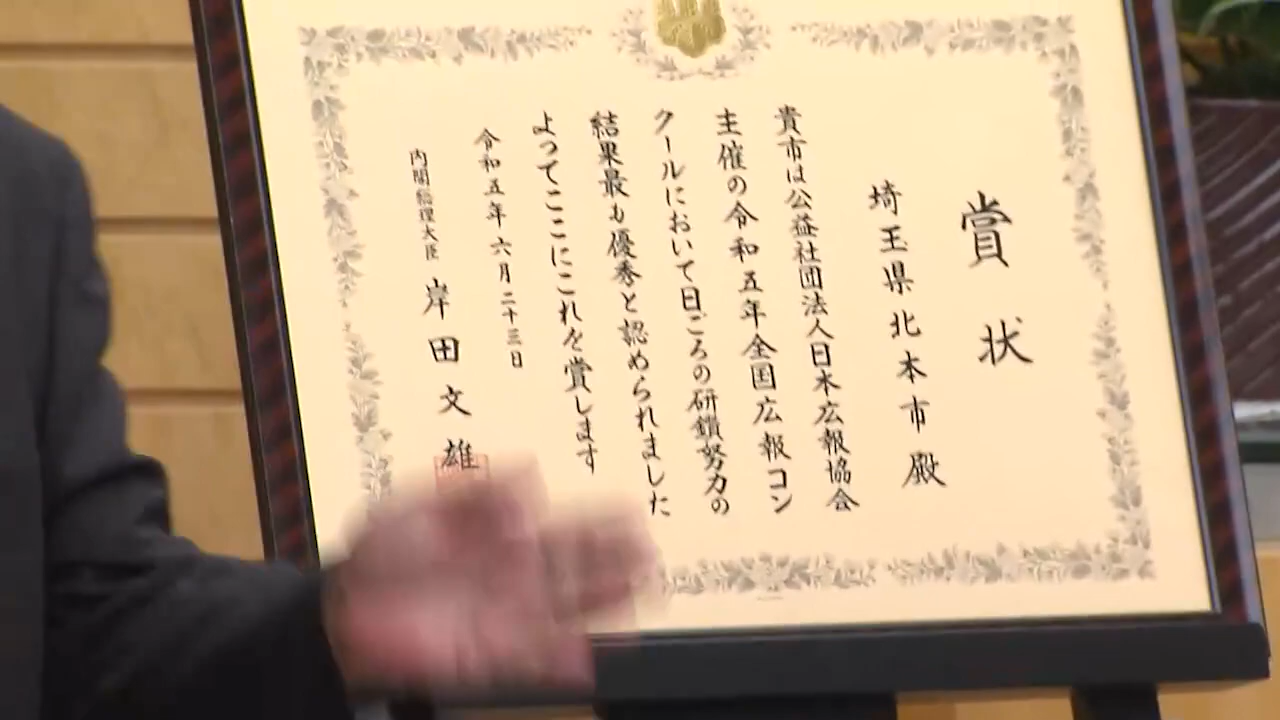 賞状
埼玉県北本市殿
貴市は公益社団法人日本広報協会
主催の令和五年全国広報コン
クールにおいて日ごろの研鑽努力の
結果最も優秀と認められました
よってここにこれを賞します
令和五年六月二十三日
内閣総理大臣 岸田文雄